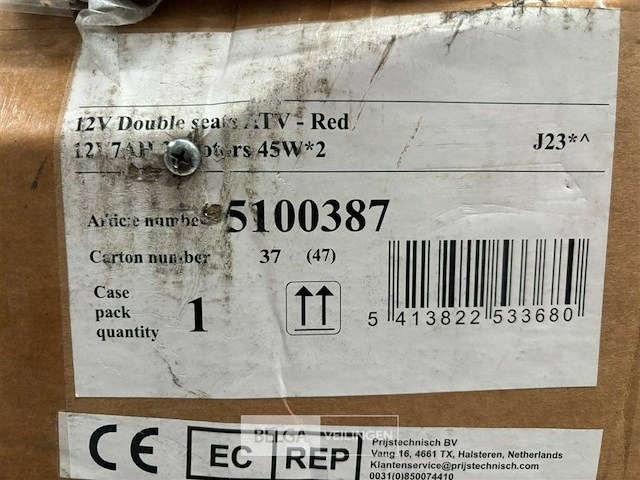 12V Double seats ATV - Red
12V7AH 45W*2
J23*^
Article number 5100387
Carton number 37 (47)
Case
pack
quantity 1
5 413822 533680
CE EC REP
BELGA VEILINGEN
Prijstechnisch BV
Vang 16, 4661 TX, Halsteren, Netherlands
Klantenservice@prijstechnisch.com
0031(0)850074410